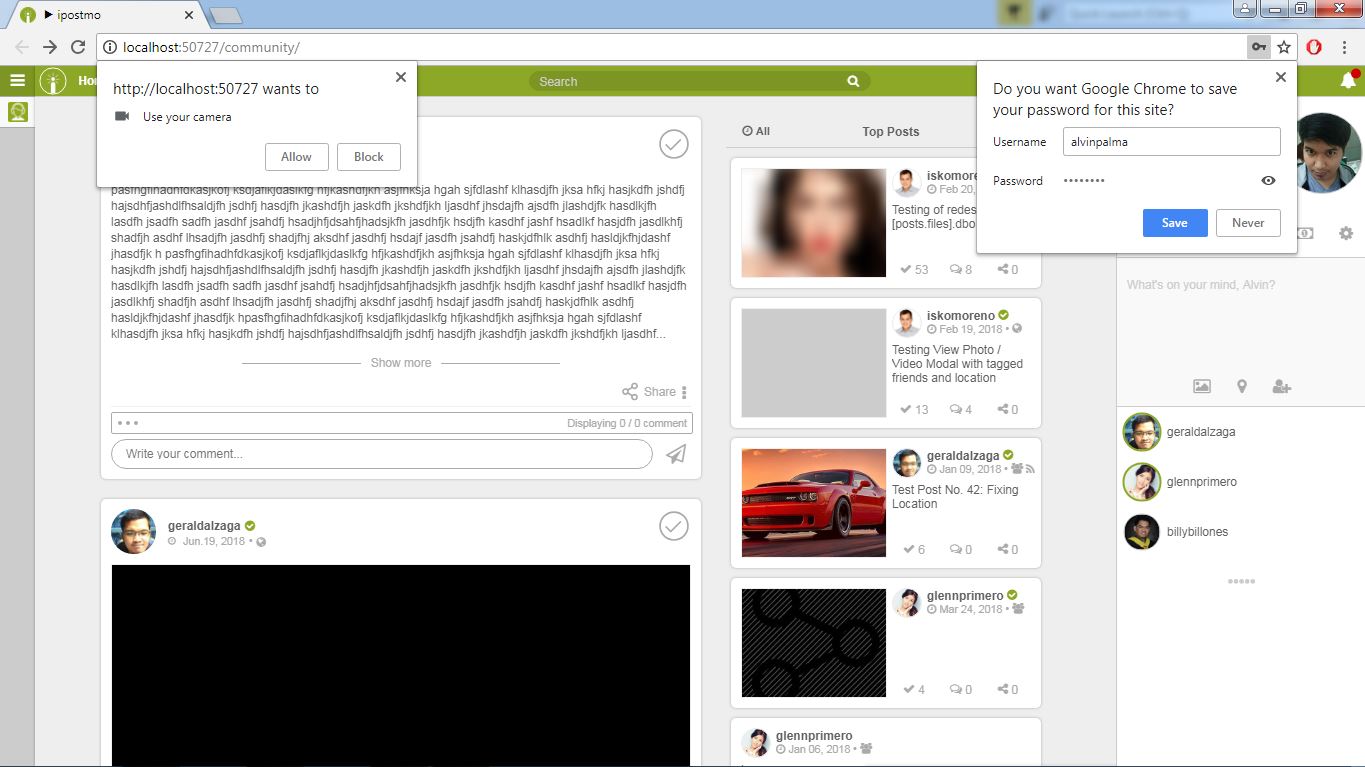 ipostmo
localhost:50727/community/
http://localhost:50727 wants to
Use your camera
Allow
Block
Search
Do you want Google Chrome to save
your password for this site?
Username
alvinpalma
Password
Save
Never
pasfhgfihadhfdkasjkofj ksdjaflkjdaslkfg hfjkashdfjkh asjfhksja hgah sjfdlashf klhasdjfh jksa hfkj hasjkdfh jshdfj
hajsdhfjashdlfhsaldjfh jsdhfj hasdjfh jkashdfjh jaskdfh jkshdfjkh ljasdhf jhsdajfh ajsdfh jlashdjfk hasdlkjfh
lasdfh jsadfh sadfh jasdhf jsahdfj hsadjhfjdsahfjhadsjkfh jasdhfjk hsdjfh kasdhf jashf hsadlkf hasjdfh jasdlkhfj
shadfjh asdhf lhsadjfh jasdhfj shadjfhj aksdhf jasdhfj hsdajf jasdfh jsahdfj haskjdfhlk asdhfj hasldjkfhjdashf
jhasdfjk h pasfhgfihadhfdkasjkofj ksdjaflkjdaslkfg hfjkashdfjkh asjfhksja hgah sjfdlashf klhasdjfh jksa hfkj
hasjkdfh jshdfj hajsdhfjashdlfhsaldjfh jsdhfj hasdjfh jkashdfjh jaskdfh jkshdfjkh ljasdhf jhsdajfh ajsdfh jlashdjfk
hasdlkjfh lasdfh jsadfh sadfh jasdhf jsahdfj hsadjhfjdsahfjhadsjkfh jasdhfjk hsdjfh kasdhf jashf hsadlkf hasjdfh
jasdlkhfj shadfjh asdhf lhsadjfh jasdhfj shadjfhj aksdhf jasdhfj hsdajf jasdfh jsahdfj haskjdfhlk asdhfj
hasldjkfhjdashf jhasdfjk hpasfhgfihadhfdkasjkofj ksdjaflkjdaslkfg hfjkashdfjkh asjfhksja hgah sjfdlashf
klhasdjfh jksa hfkj hasjkdfh jshdfj hajsdhfjashdlfhsaldjfh jsdhfj hasdjfh jkashdfjh jaskdfh jkshdfjkh ljasdhf...
Show more
Share
Displaying 0 / 0 comment
Write your comment...
geraldalzaga
Jun.19, 2018 •
All
Top Posts
Feb 20,
[posts.files].dbo
53 8 0
iskomoreno
Feb 19, 2018 •
Testing View Photo /
Video Modal with tagged
friends and location
13 4 0
geraldalzaga
Jan 09, 2018 •
Test Post No. 42: Fixing
Location
6 0 0
glennprimero
Mar 24, 2018 •
4 0 0
glennprimero
Jan 06, 2018 •
What's on your mind, Alvin?
geraldalzaga
glennprimero
billybillones